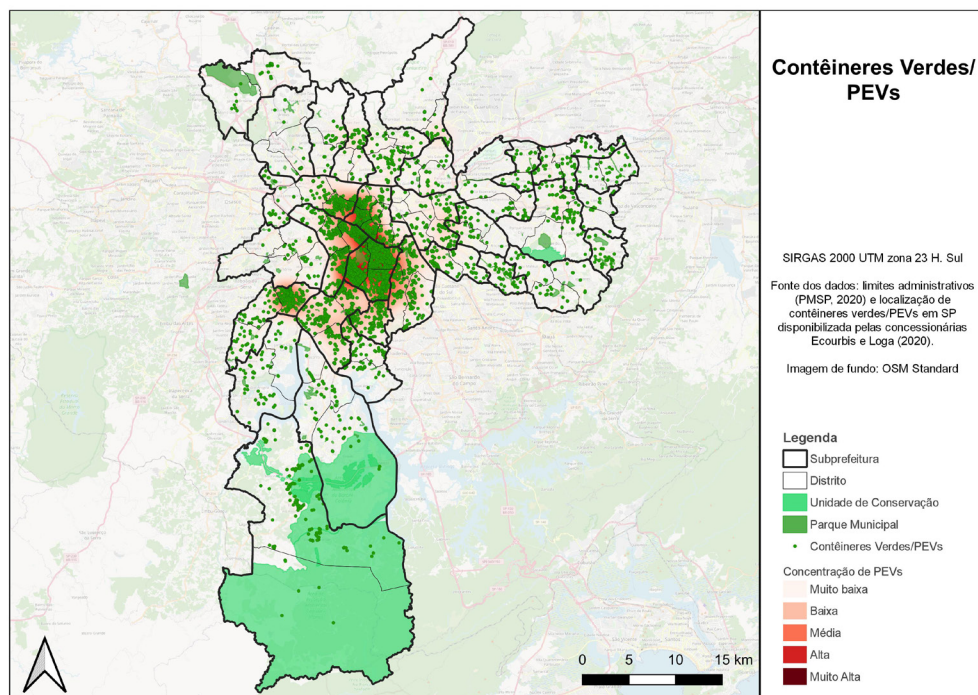 Contêineres Verdes/
PEVs
SIRGAS 2000 UTM zona 23 H. Sul
Fonte dos dados: limites administrativos
(PMSP, 2020) e localização de
contêineres verdes/PEVs em SP
disponibilizada pelas concessionárias
Ecourbis e Loga (2020).
Imagem de fundo: OSM Standard
Legenda
Subprefeitura
Distrito
Unidade de Conservação
Parque Municipal
Contêineres Verdes/PEVs
Concentração de PEVs
Muito baixa
Baixa
Média
Alta
Muito Alta
0 5 10 15 km